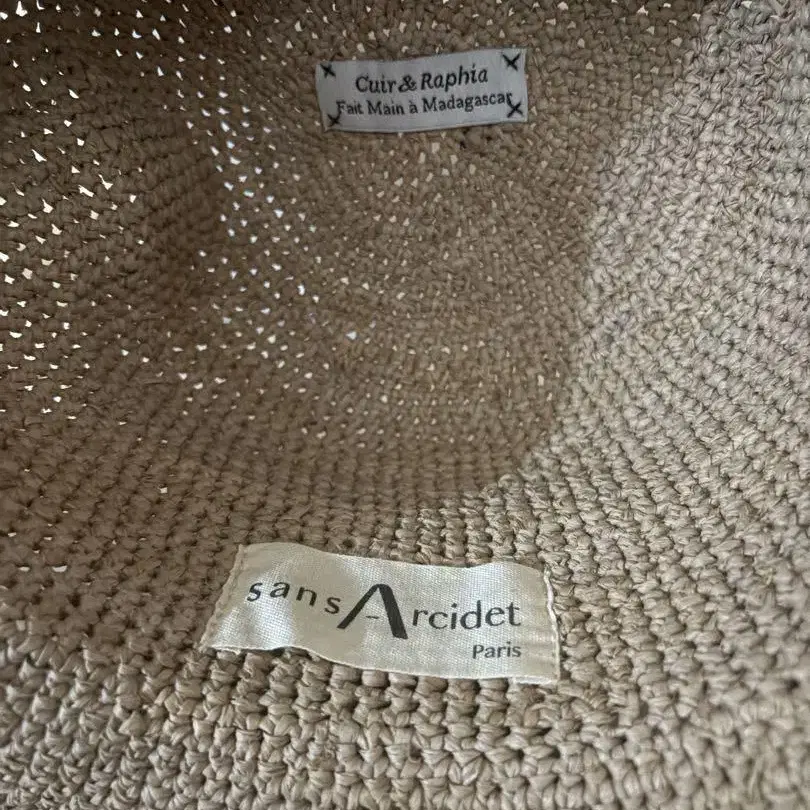 Cuir & Raphia
Fait Main à Madagascar
sans Arcidet
Paris